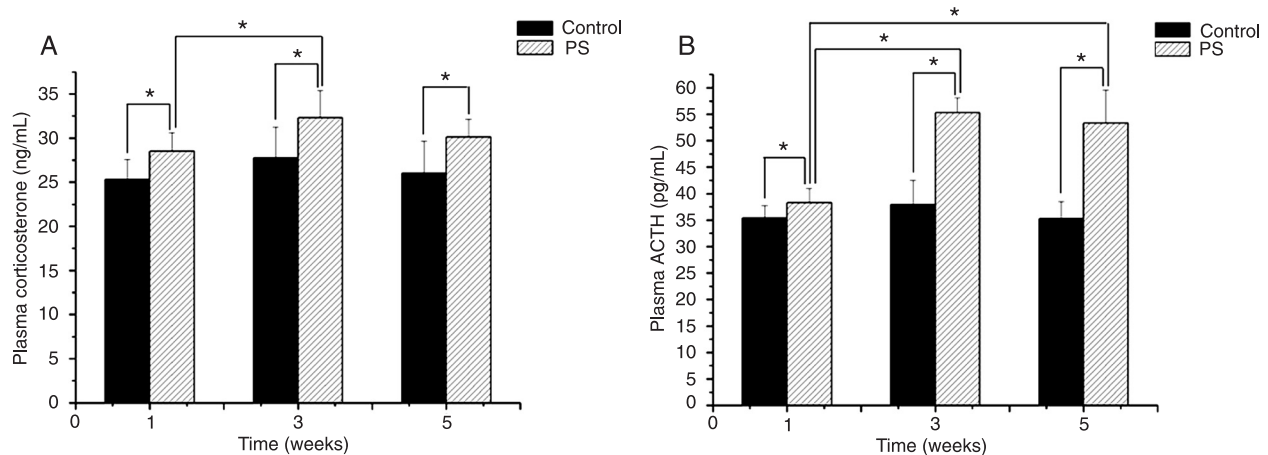 A
* * * *
Control
PS
Plasma corticosterone (ng/mL)
35
30
25
20
15
10
5
0
0 1 3 5
Time (weeks)
B
* * * * *
Control
PS
Plasma ACTH (pg/mL)
60
55
50
45
40
35
30
25
20
15
10
5
0
0 1 3 5
Time (weeks)